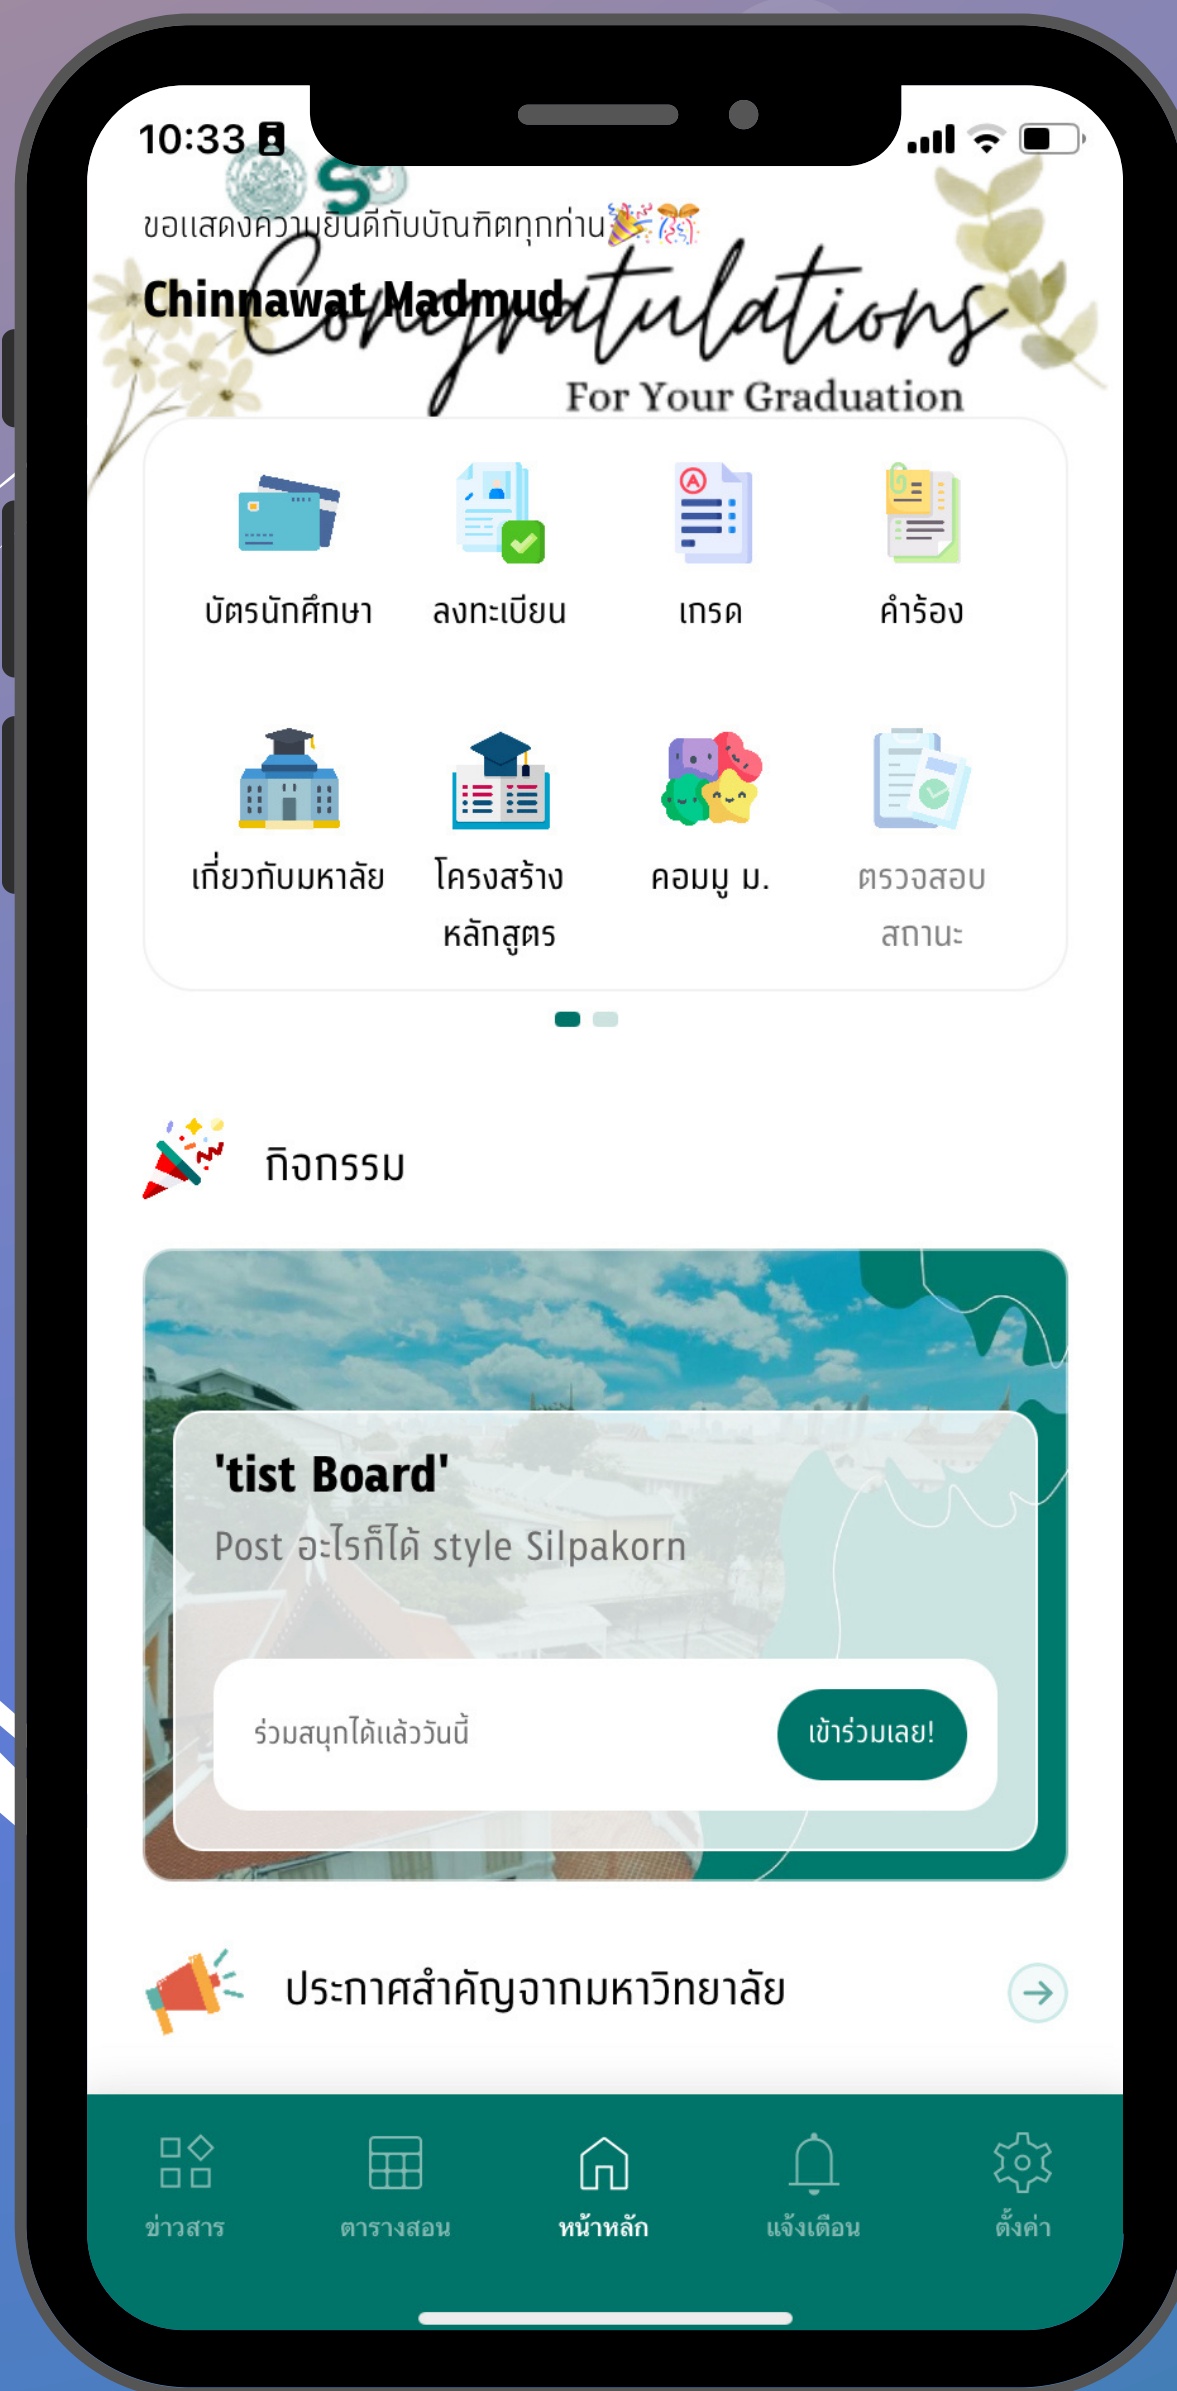 10:33
ขอแสดงความยินดีกับบัณฑิตทุกท่าน🎉🎊
Chinnawat Madmud
Congratulations
For Your Graduation
บัตรนักศึกษา ลงทะเบียน เกรด คำร้อง
เกี่ยวกับมหาลัย โครงสร้าง คอมมู ม. ตรวจสอบ
หลักสูตร สถานะ
กิจกรรม
'tist Board'
Post อะไรก็ได้ style Silpakorn
ร่วมสนุกได้แล้ววันนี้ เข้าร่วมเลย!
ประกาศสำคัญจากมหาวิทยาลัย
ข่าวสาร ตารางสอน หน้าหลัก แจ้งเตือน ตั้งค่า